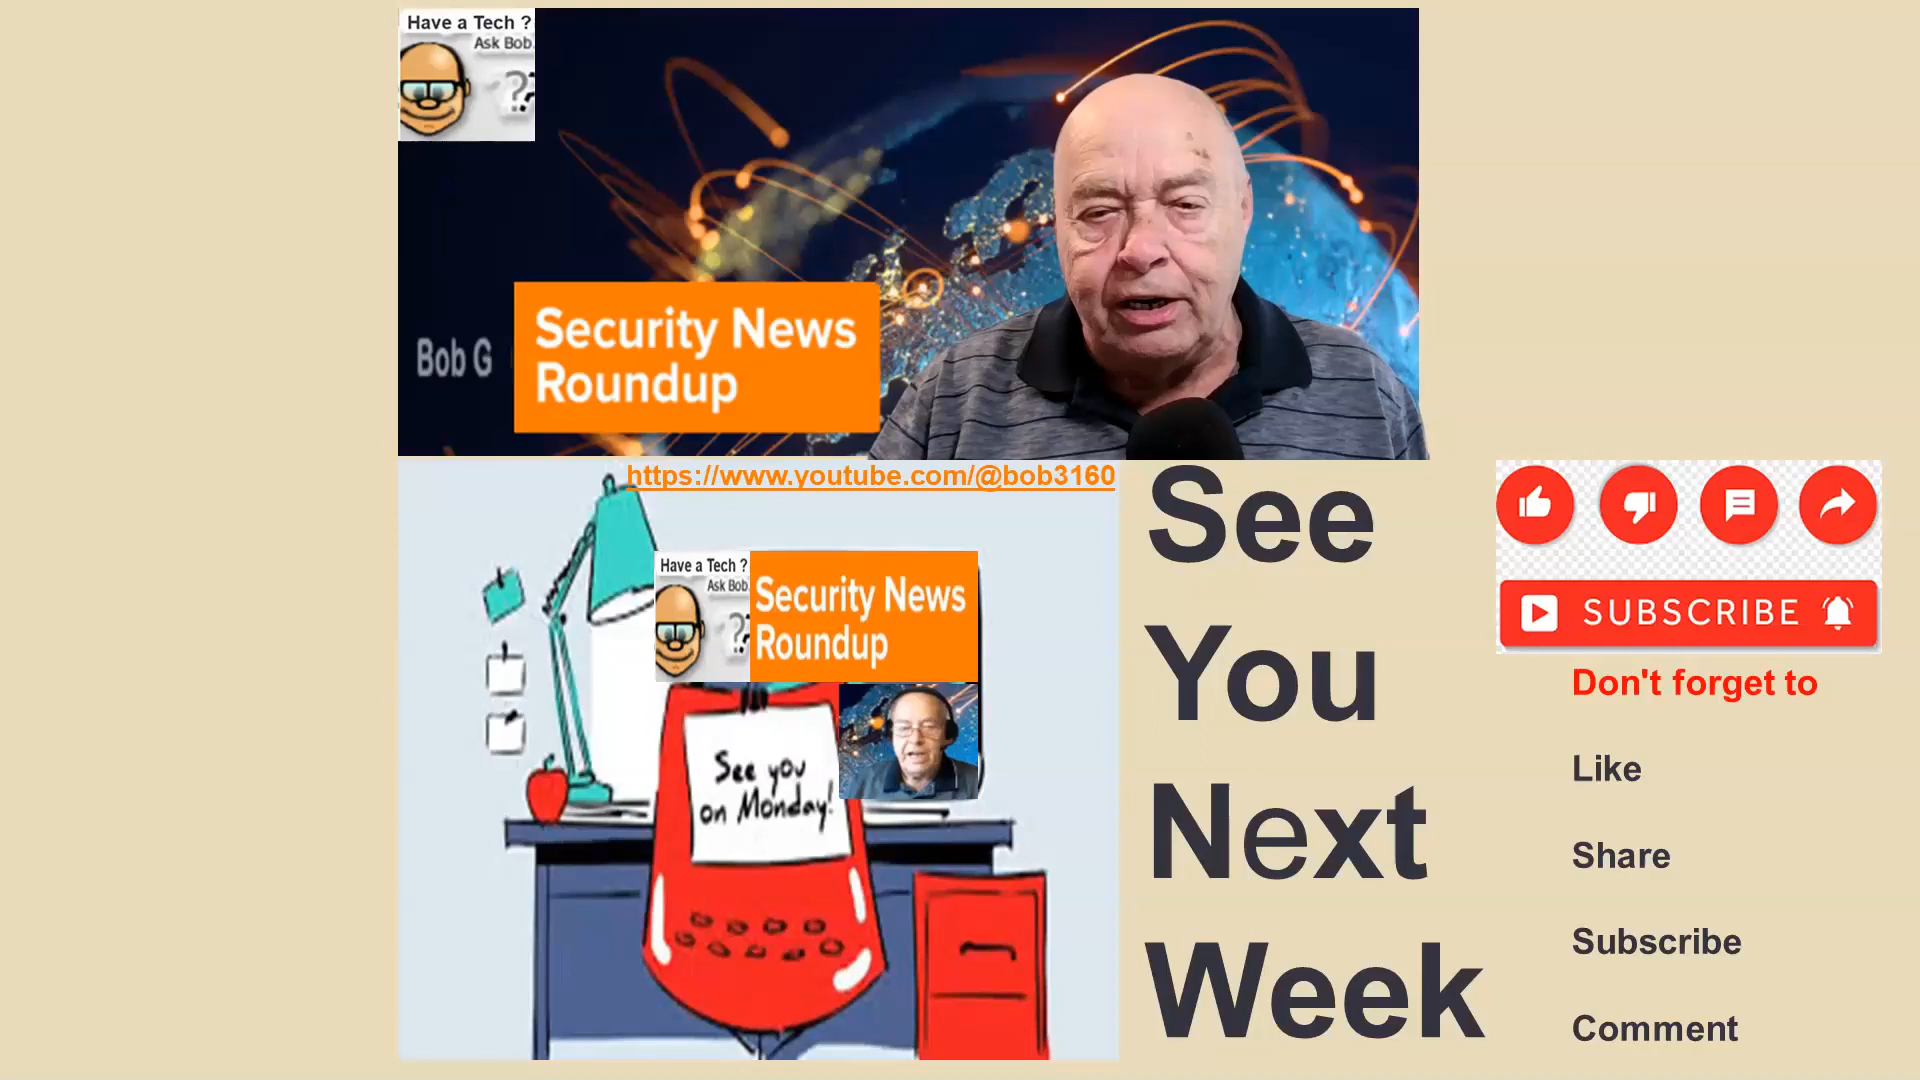 Have a Tech ?
Ask Bob.
??
Bob G
Security News
Roundup
https://www.youtube.com/@bob3160
Have a Tech ?
Ask Bob.
??
Security News
Roundup
See you
on Monday!
See
You
Next
Week
SUBSCRIBE
Don't forget to
Like
Share
Subscribe
Comment